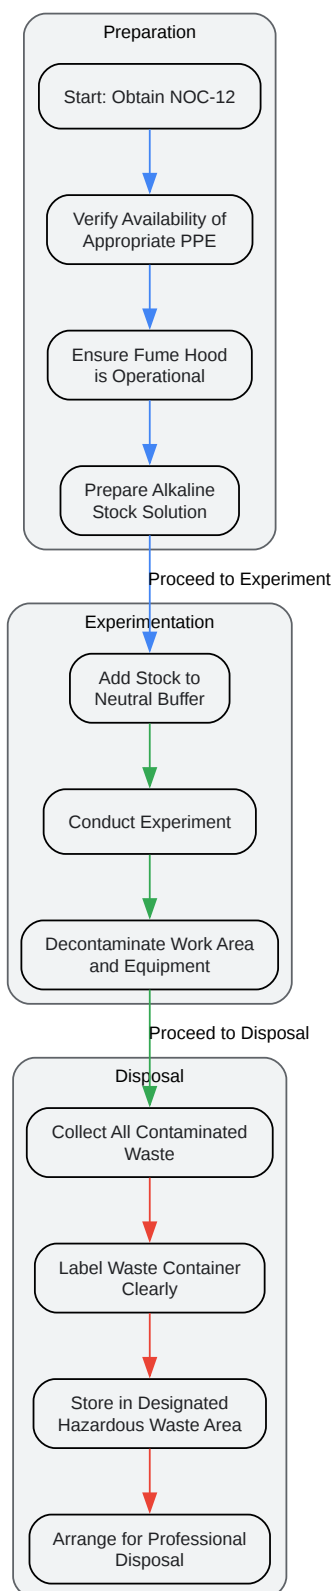 Preparation
Start: Obtain NOC-12
Verify Availability of
Appropriate PPE
Ensure Fume Hood
is Operational
Prepare Alkaline
Stock Solution
Proceed to Experiment
Experimentation
Add Stock to
Neutral Buffer
Conduct Experiment
Decontaminate Work Area
and Equipment
Proceed to Disposal
Disposal
Collect All Contaminated
Waste
Label Waste Container
Clearly
Store in Designated
Hazardous Waste Area
Arrange for Professional
Disposal